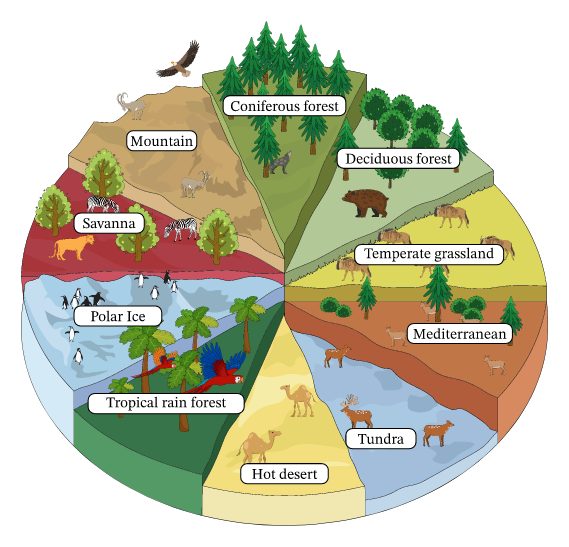 Coniferous forest
Mountain
Deciduous forest
Savanna
Temperate grassland
Polar Ice
Mediterranean
Tropical rain forest
Tundra
Hot desert